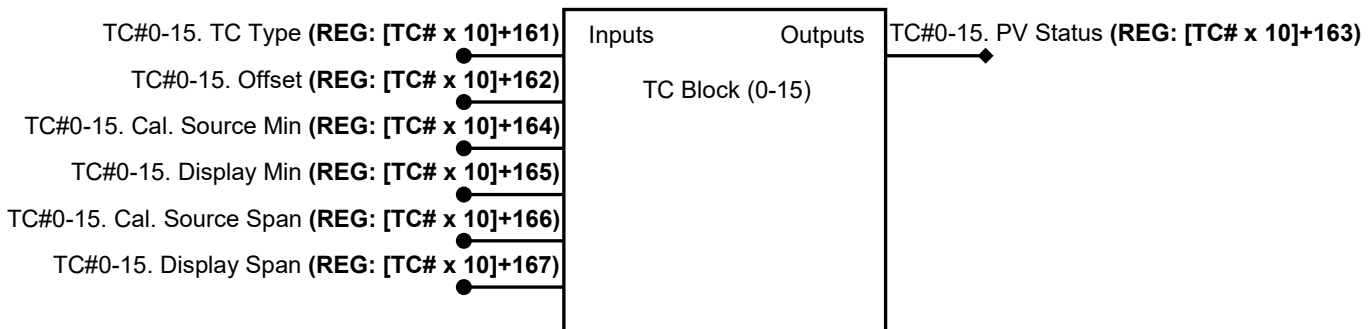 TC#0-15. TC Type (REG: [TC# x 10]+161)
TC#0-15. Offset (REG: [TC# x 10]+162)
TC#0-15. Cal. Source Min (REG: [TC# x 10]+164)
TC#0-15. Display Min (REG: [TC# x 10]+165)
TC#0-15. Cal. Source Span (REG: [TC# x 10]+166)
TC#0-15. Display Span (REG: [TC# x 10]+167)
Inputs
Outputs
TC Block (0-15)
TC#0-15. PV Status (REG: [TC# x 10]+163)